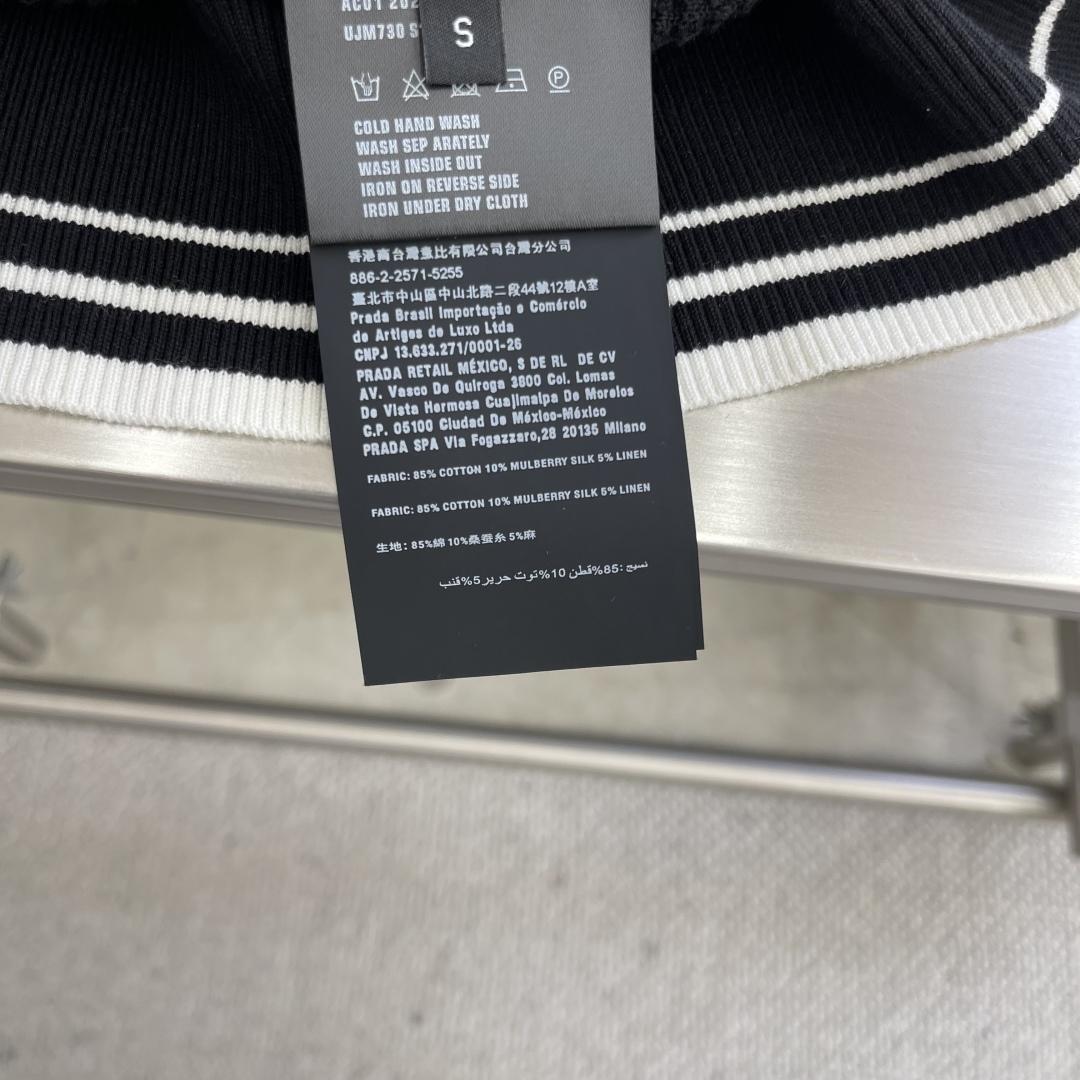 AC01 202
UJM730 S
S
COLD HAND WASH
WASH SEP ARATELY
WASH INSIDE OUT
IRON ON REVERSE SIDE
IRON UNDER DRY CLOTH
香港商台灣壹比有限公司台灣分公司
886-2-2571-5255
臺北市中山區中山北路二段44號12樓A室
Prada Brasil Importação e Comércio
de Artigos de Luxo Ltda
CNPJ 13.633.271/0001-26
PRADA RETAIL MÉXICO, S DE RL DE CV
AV. Vasco De Quiroga 3800 Col. Lomas
De Vista Hermosa Cuajimalpa De Morelos
C.P. 05100 Ciudad De México-México
PRADA SPA Via Fogazzaro,28 20135 Milano
FABRIC: 85% COTTON 10% MULBERRY SILK 5% LINEN
FABRIC: 85% COTTON 10% MULBERRY SILK 5% LINEN
生地: 85%綿 10%桑蚕糸 5%麻
نسيج :85%قطن 10%توت حرير5%قنب